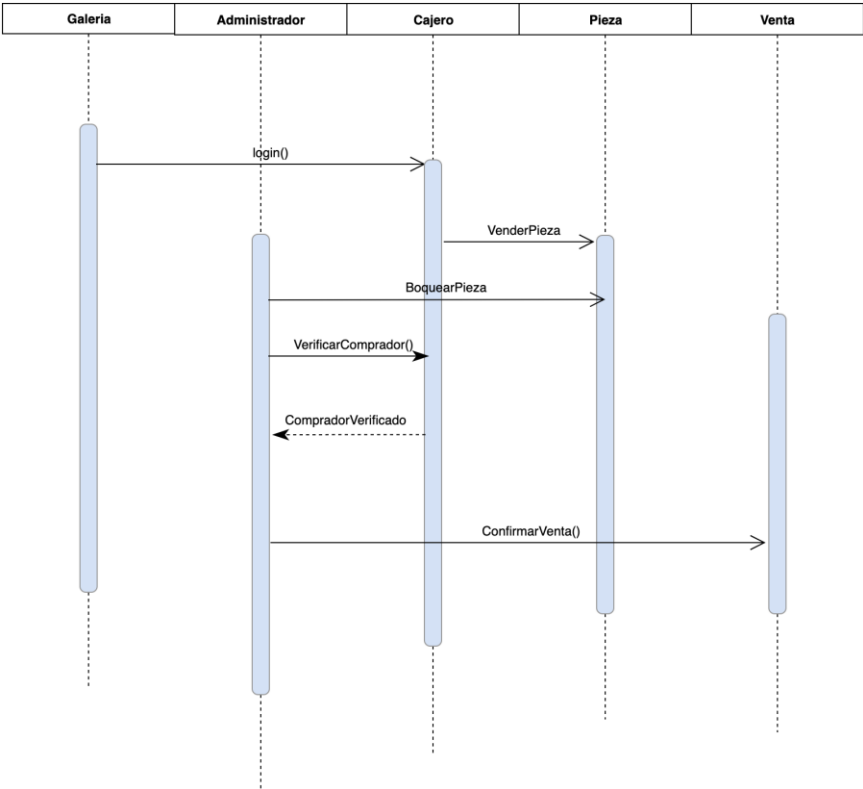 Galeria
Administrador
Cajero
Pieza
Venta
login()
VenderPieza
BoquearPieza
VerificarComprador()
CompradorVerificado
ConfirmarVenta()